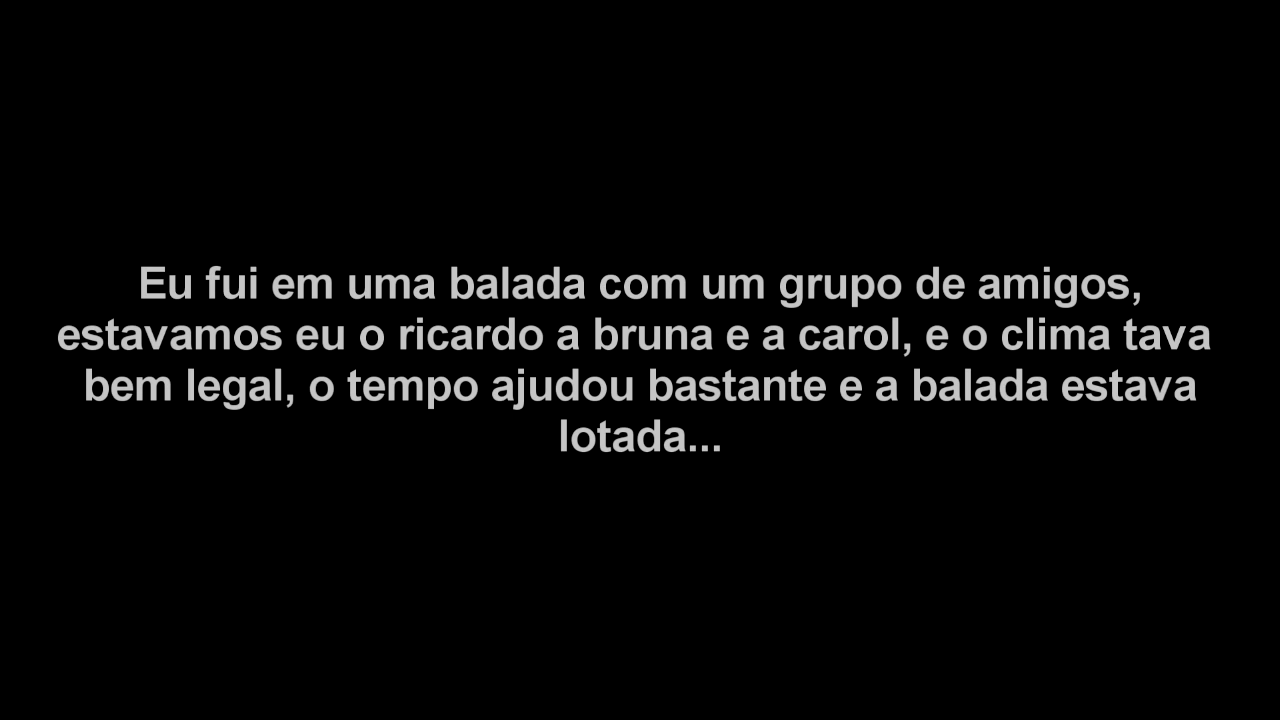 Eu fui em uma balada com um grupo de amigos,
estavamos eu o ricardo a bruna e a carol, e o clima tava
bem legal, o tempo ajudou bastante e a balada estava
lotada...